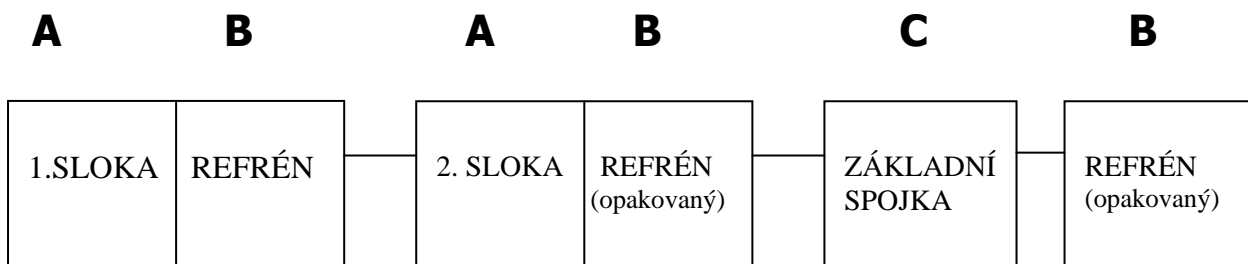 A B A B C B
1.SLOKA REFRÉN 2. SLOKA REFRÉN ZÁKLADNÍ REFRÉN
(opakovaný) SPOJKA (opakovaný)